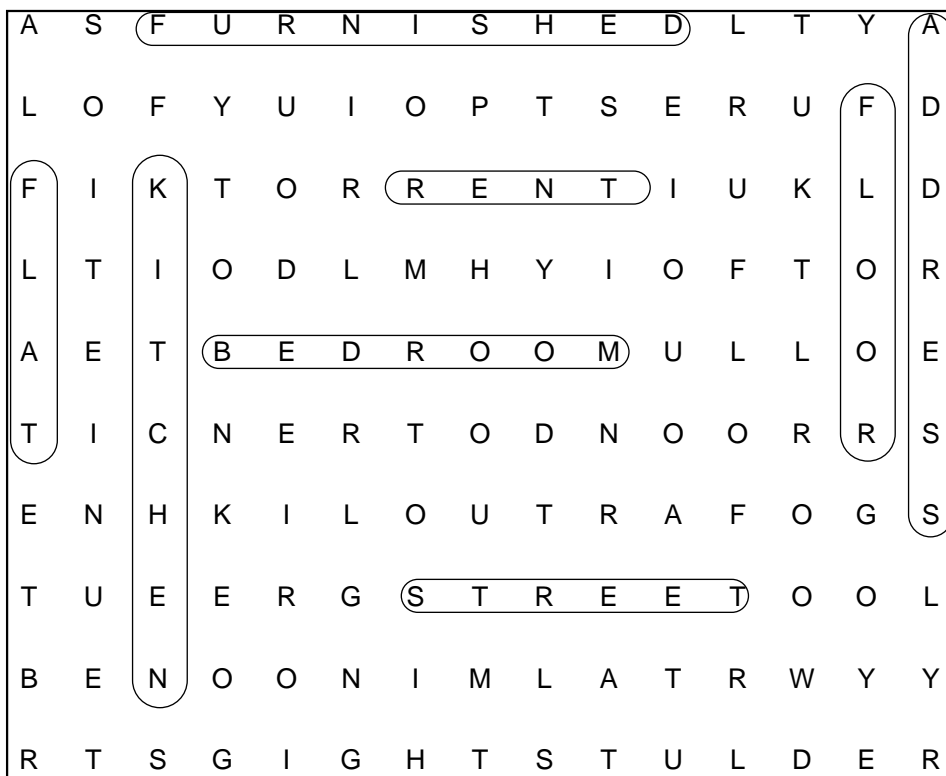 A S F U R N I S H E D L T Y A
L O F Y U I O P T S E R U F D
F I K T O R R E N T I U K L D
L T I O D L M H Y I O F T O R
A E T B E D R O O M U L L O E
T I C N E R T O D N O O R R S
E N H K I L O U T R A F O G S
T U E E R G S T R E E T O O L
B E N O O N I M L A T R W Y Y
R T S G I G H T S T U L D E R